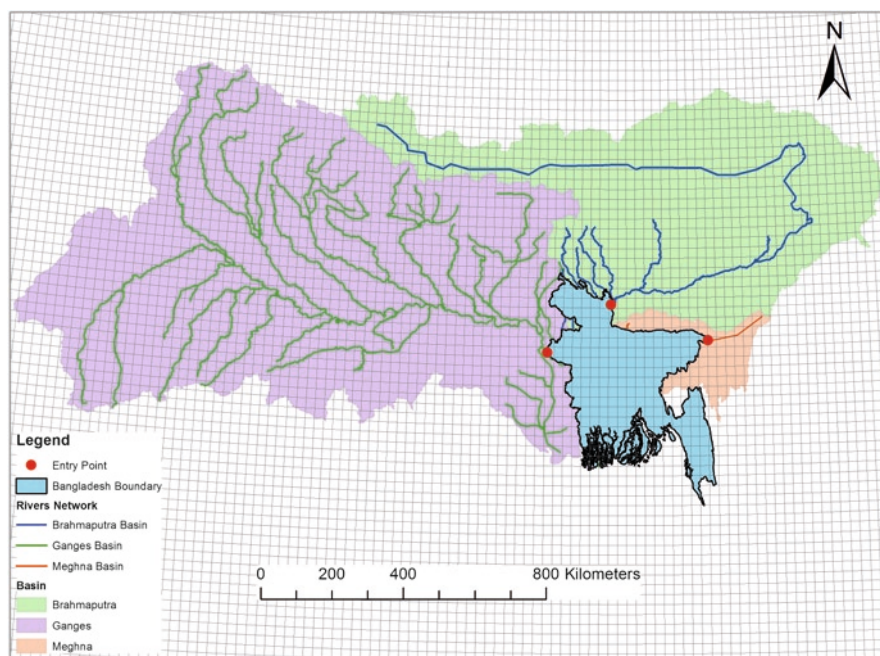 N
Legend
Entry Point
Bangladesh Boundary
Rivers Network
Brahmaputra Basin
Ganges Basin
Meghna Basin
Basin
Brahmaputra
Ganges
Meghna
0 200 400 800 Kilometers